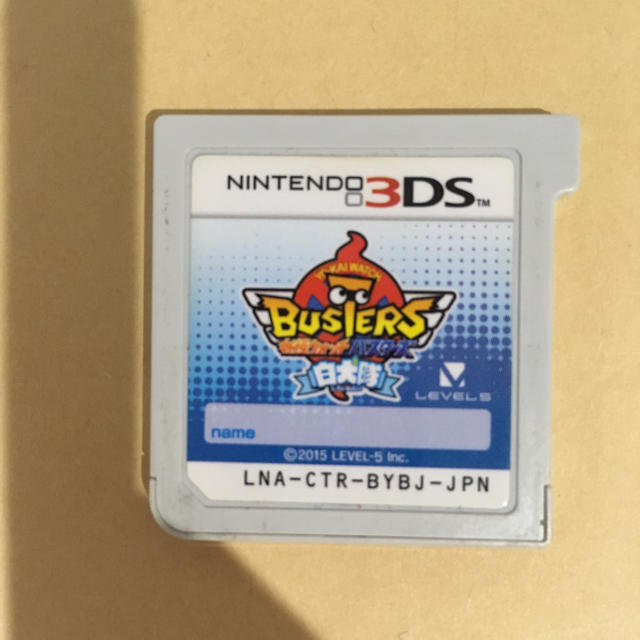 NINTENDO 3DS™
YO-KAI WATCH
BUSTERS
妖怪ウォッチバスターズ
白犬隊
LEVEL5
name
©2015 LEVEL-5 Inc.
LNA-CTR-BYBJ-JPN